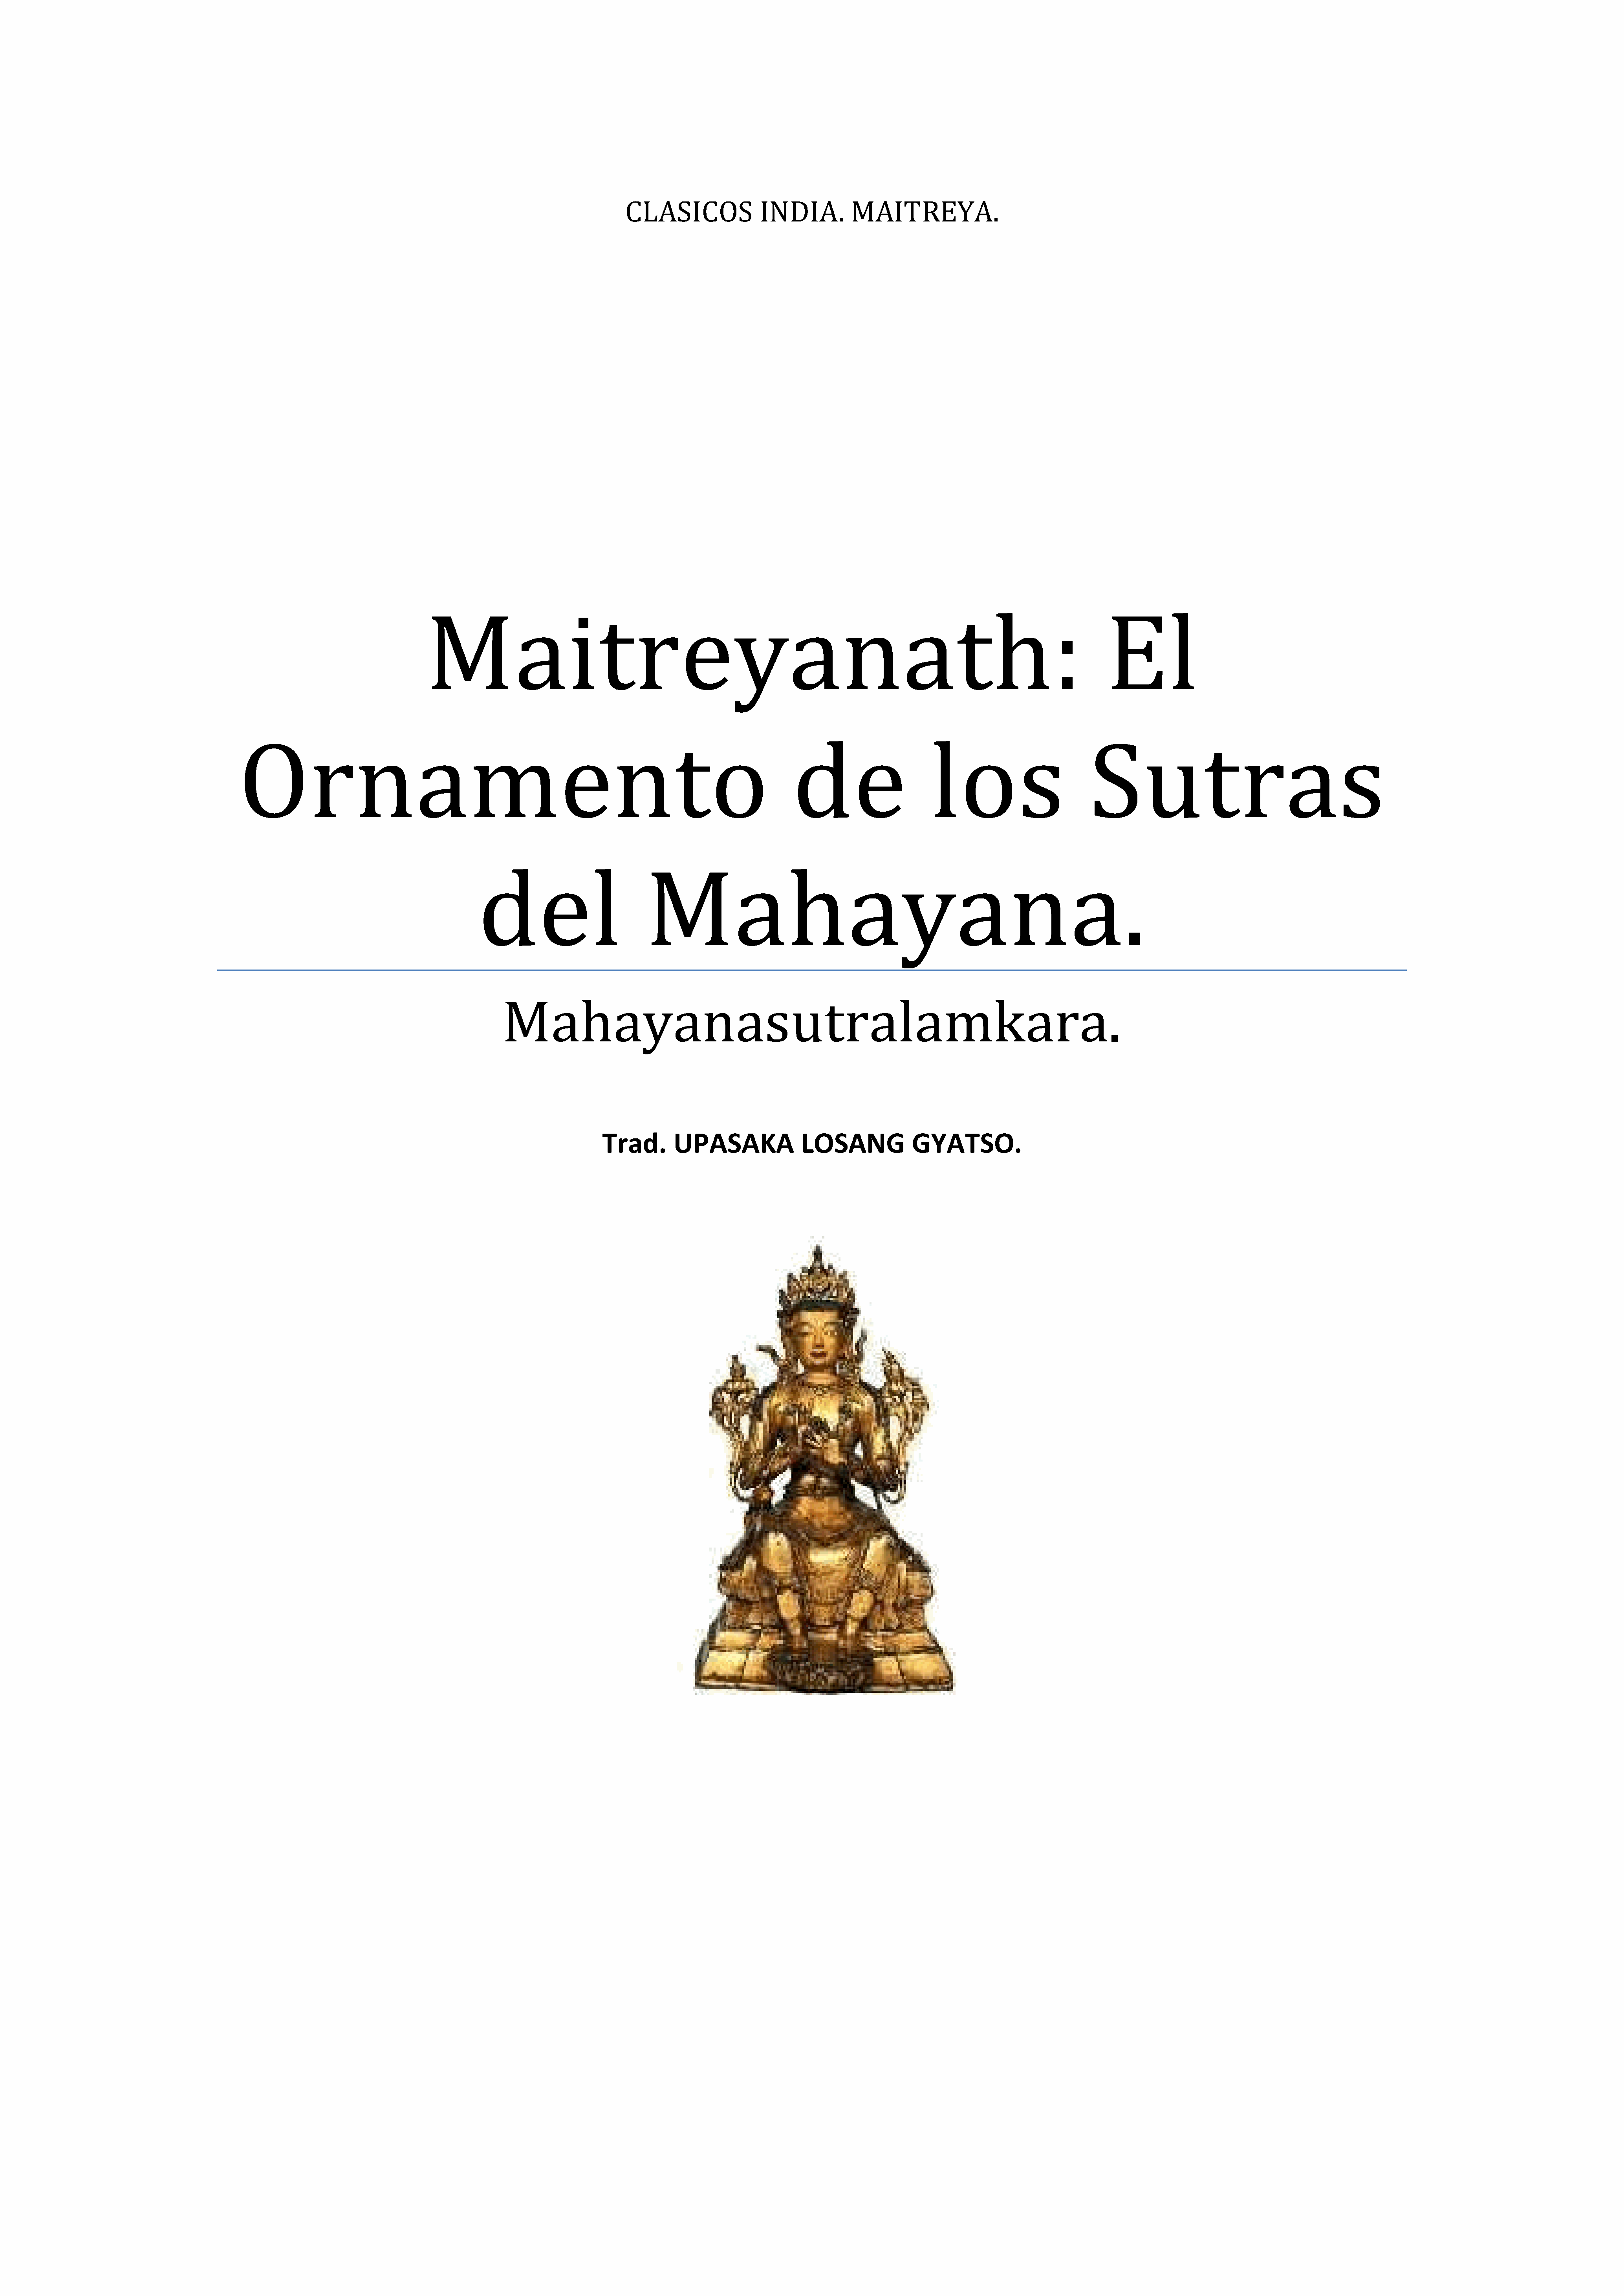 CLASICOS INDIA. MAITREYA.
Maitreyanath: El
Ornamento de los Sutras
del Mahayana.
Mahayanasutralamkara.
Trad. UPASAKA LOSANG GYATSO.